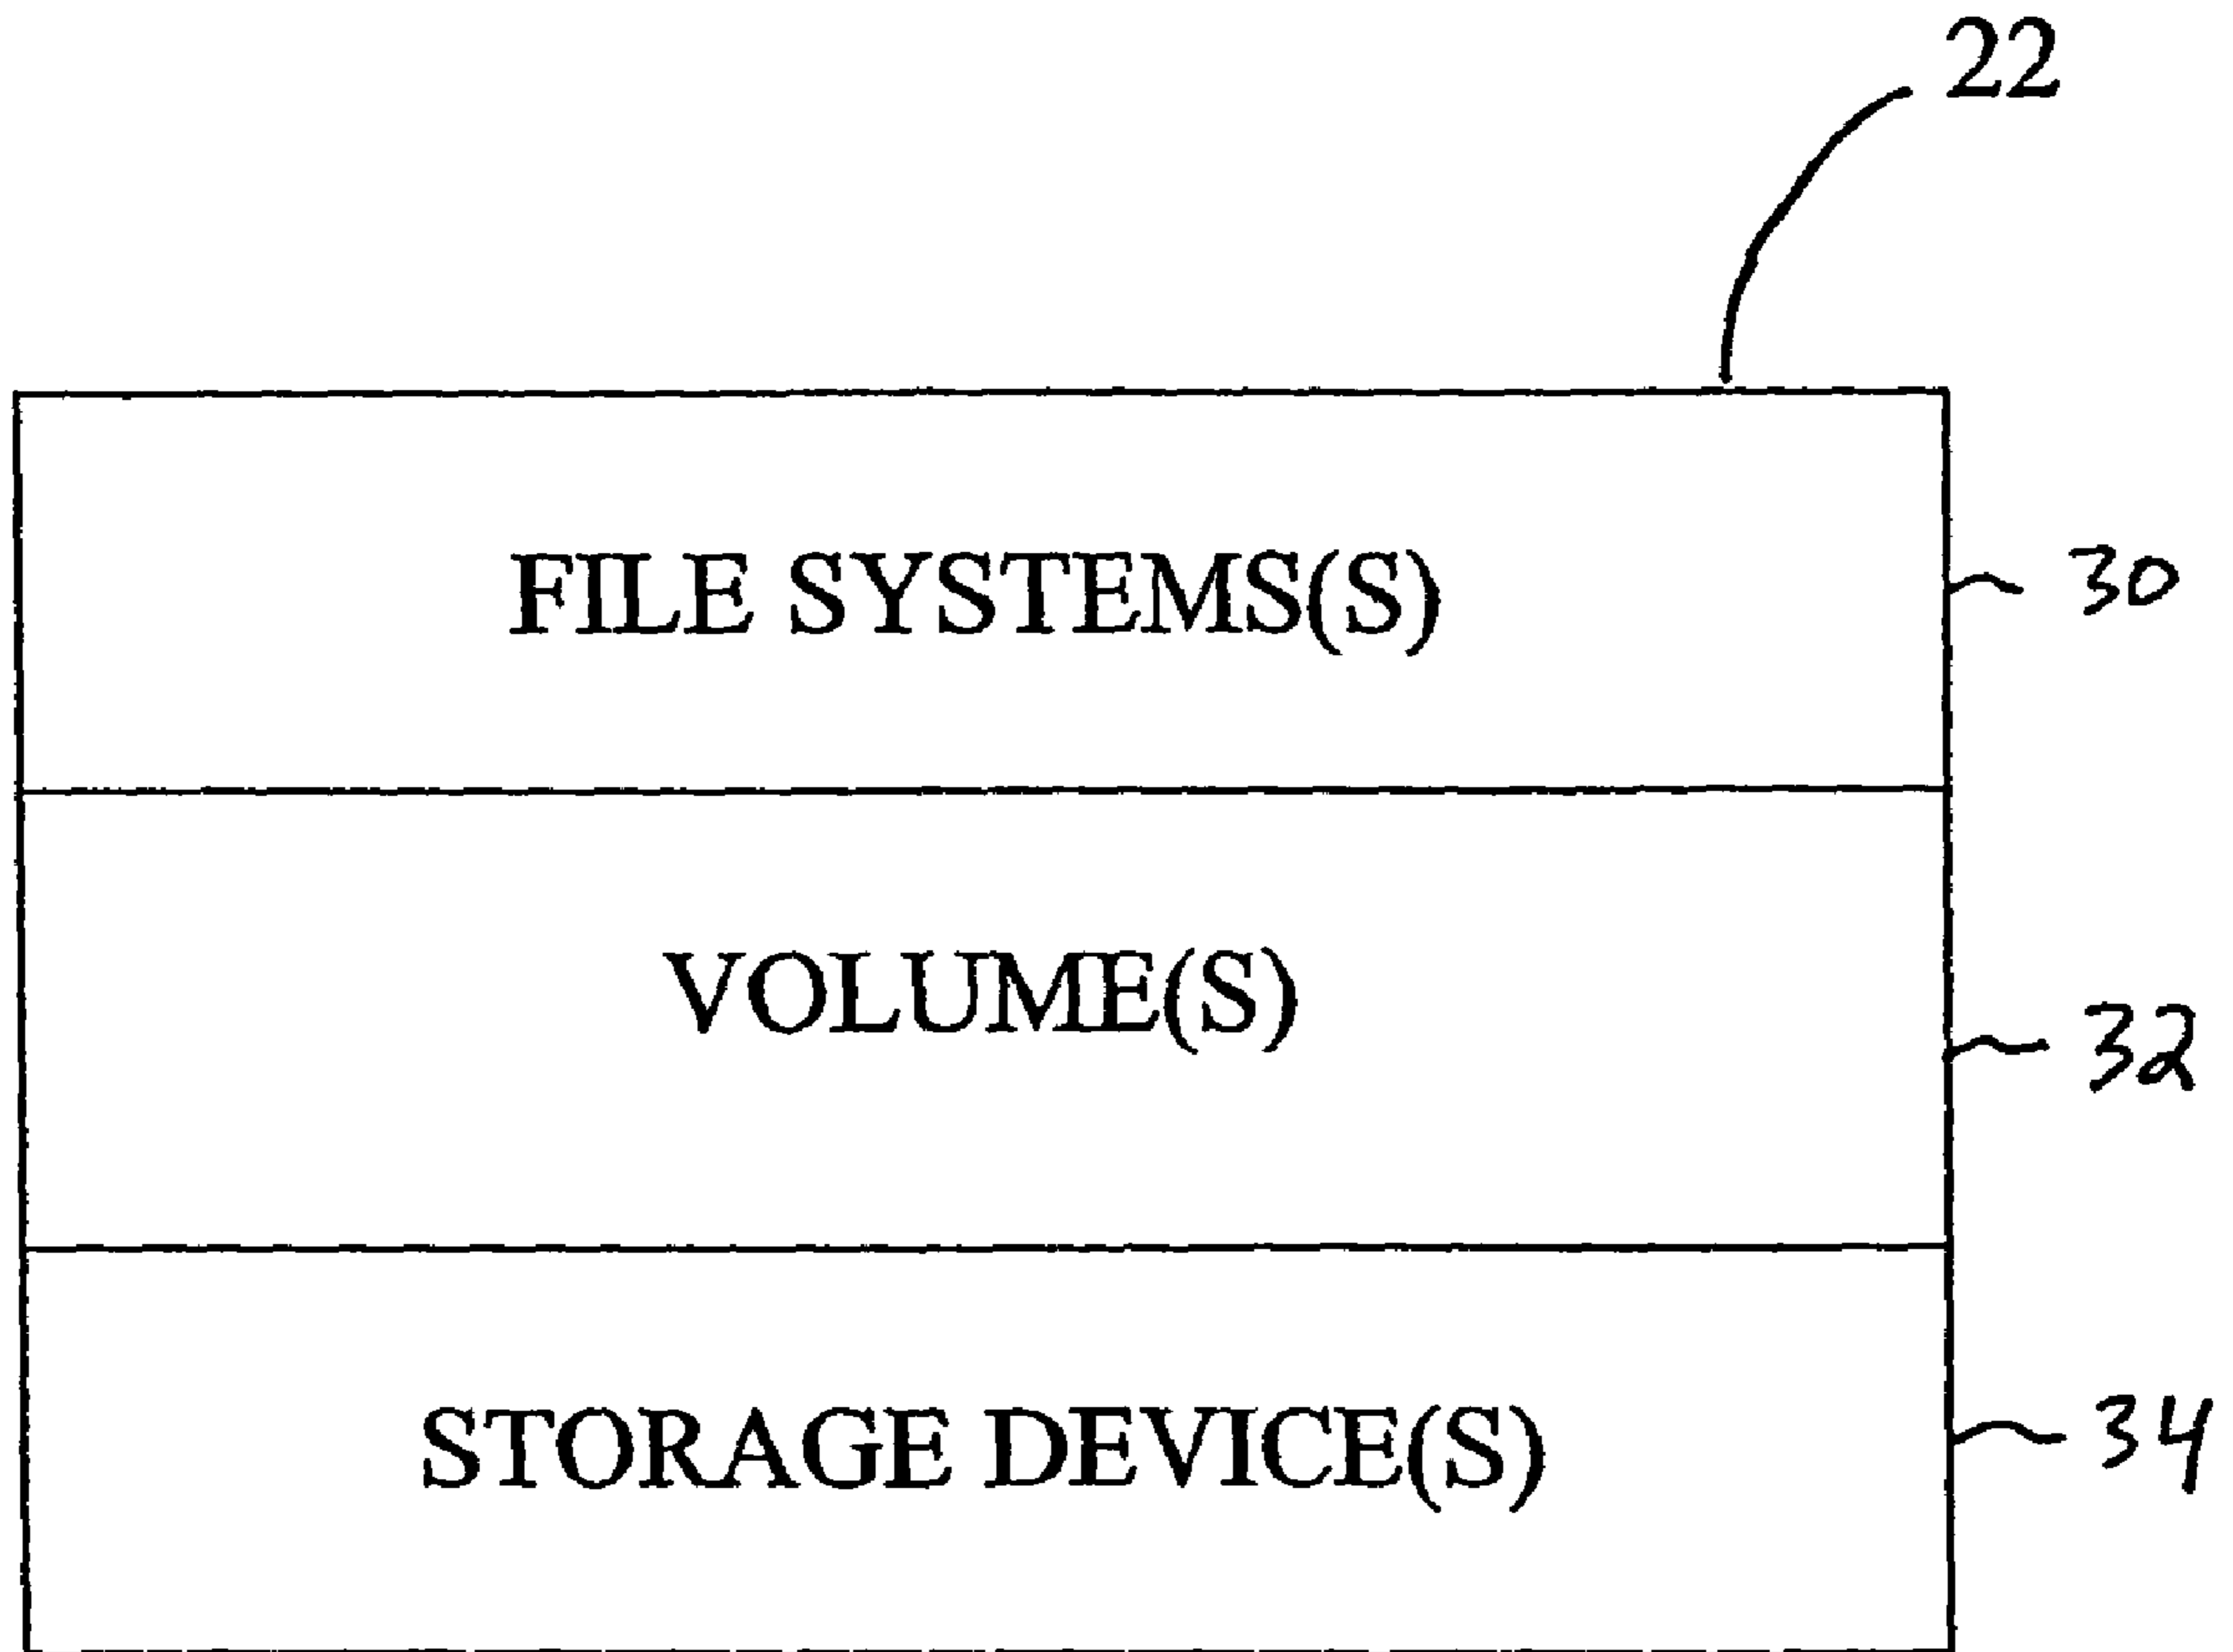 22
FILE SYSTEMS(S)
30
VOLUME(S)
32
STORAGE DEVICE(S)
34